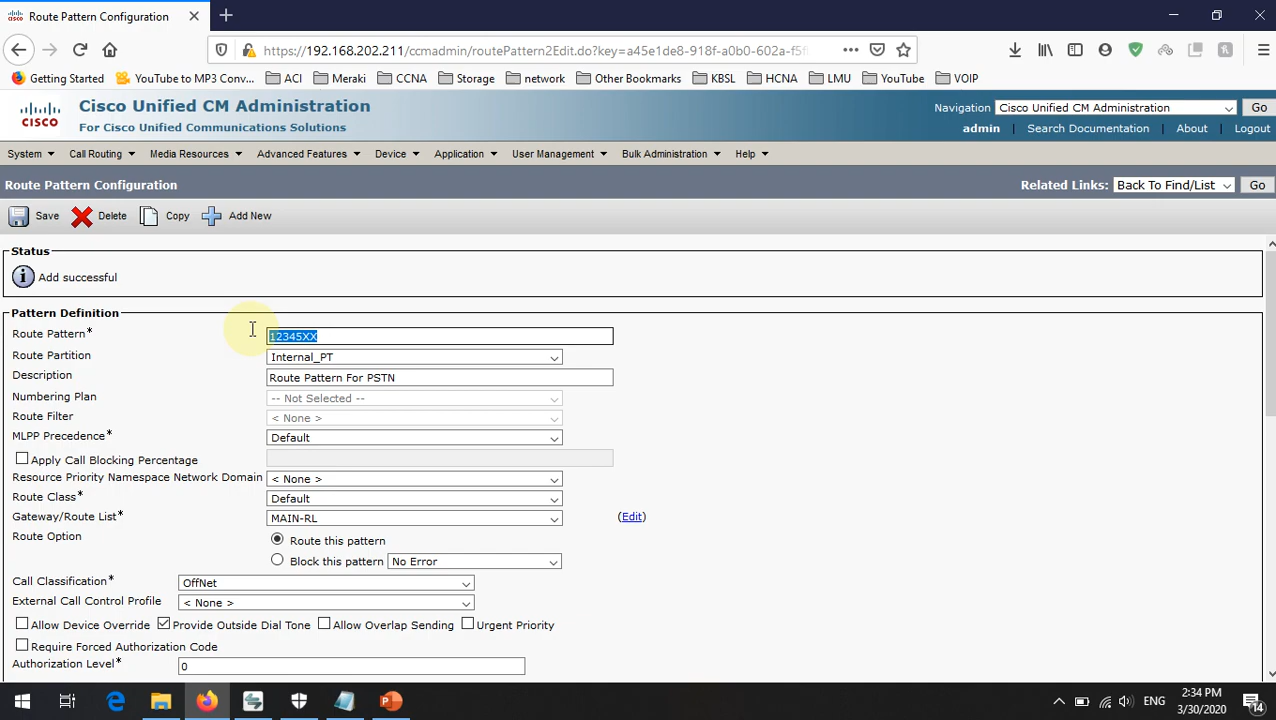 Route Pattern Configuration
https://192.168.202.211/ccmadmin/routePattern2Edit.do?key=a45e1de8-918f-a0b0-602a-f5f
Getting Started YouTube to MP3 Conv... ACI Meraki CCNA Storage network Other Bookmarks KBSL HCNA LMU YouTube VOIP
CISCO
Cisco Unified CM Administration
For Cisco Unified Communications Solutions
Navigation Cisco Unified CM Administration Go
admin | Search Documentation | About | Logout
System Call Routing Media Resources Advanced Features Device Application User Management Bulk Administration Help
Route Pattern Configuration
Related Links: Back To Find/List Go
Save Delete Copy Add New
Status
Add successful
Pattern Definition
Route Pattern* 12345XX
Route Partition Internal_PT
Description Route Pattern For PSTN
Numbering Plan -- Not Selected --
Route Filter < None >
MLPP Precedence* Default
Apply Call Blocking Percentage
Resource Priority Namespace Network Domain < None >
Route Class* Default
Gateway/Route List* MAIN-RL (Edit)
Route Option Route this pattern
Block this pattern No Error
Call Classification* OffNet
External Call Control Profile < None >
Allow Device Override Provide Outside Dial Tone Allow Overlap Sending Urgent Priority
Require Forced Authorization Code
Authorization Level* 0
ENG
2:34 PM
3/30/2020
14